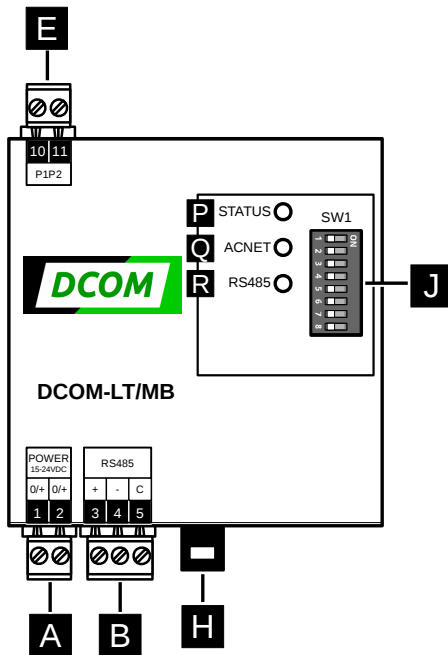 E
10 11
P1P2
P STATUS
SW1
Q ACNET
R RS485
ON
1
2
3
4
5
6
7
8
J
DCOM
DCOM-LT/MB
POWER
15-24VDC
RS485
0/+ 0/+
+ - C
1 2 3 4 5
A B H